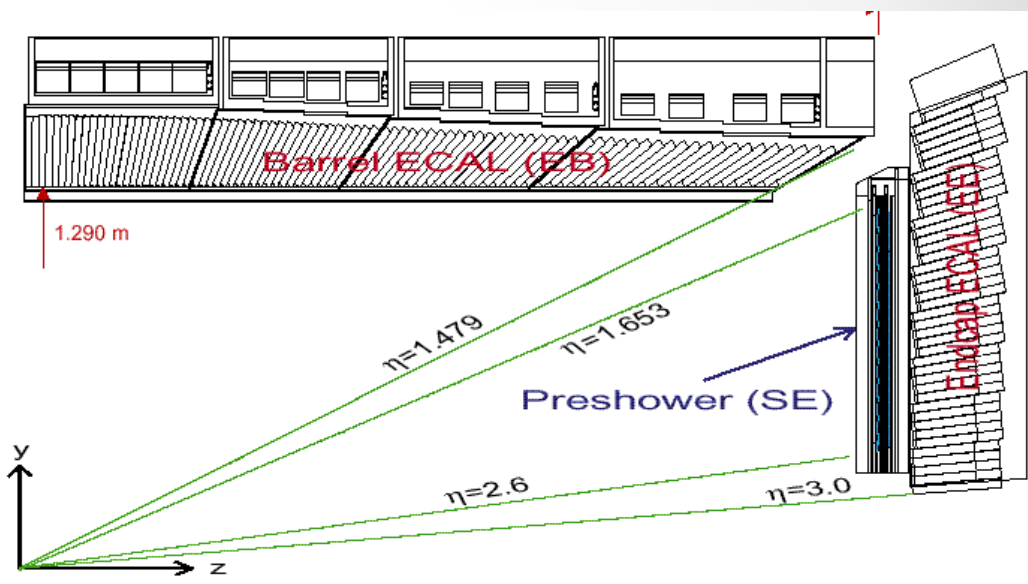 Barrel ECAL (EB)
1.290 m
Endcap ECAL (EE)
η=1.479
η=1.653
Preshower (SE)
y
η=2.6
η=3.0
z